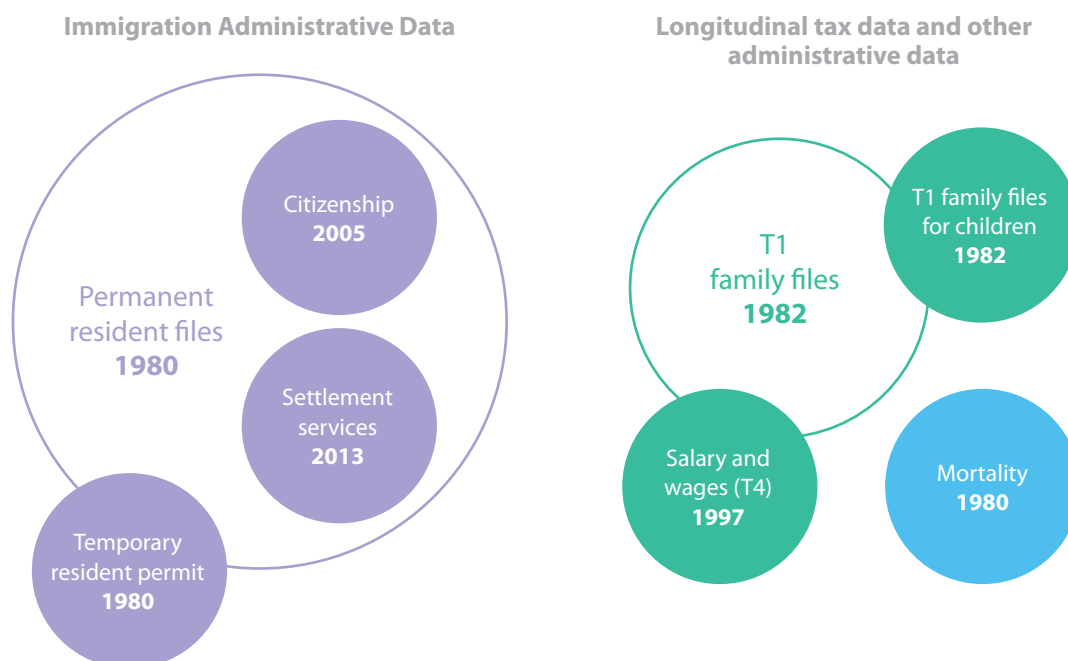 Immigration Administrative Data
Citizenship
2005
Permanent
resident files
1980
Settlement
services
2013
Temporary
resident permit
1980
Longitudinal tax data and other
administrative data
T1 family files
for children
1982
T1
family files
1982
Salary and
wages (T4)
1997
Mortality
1980